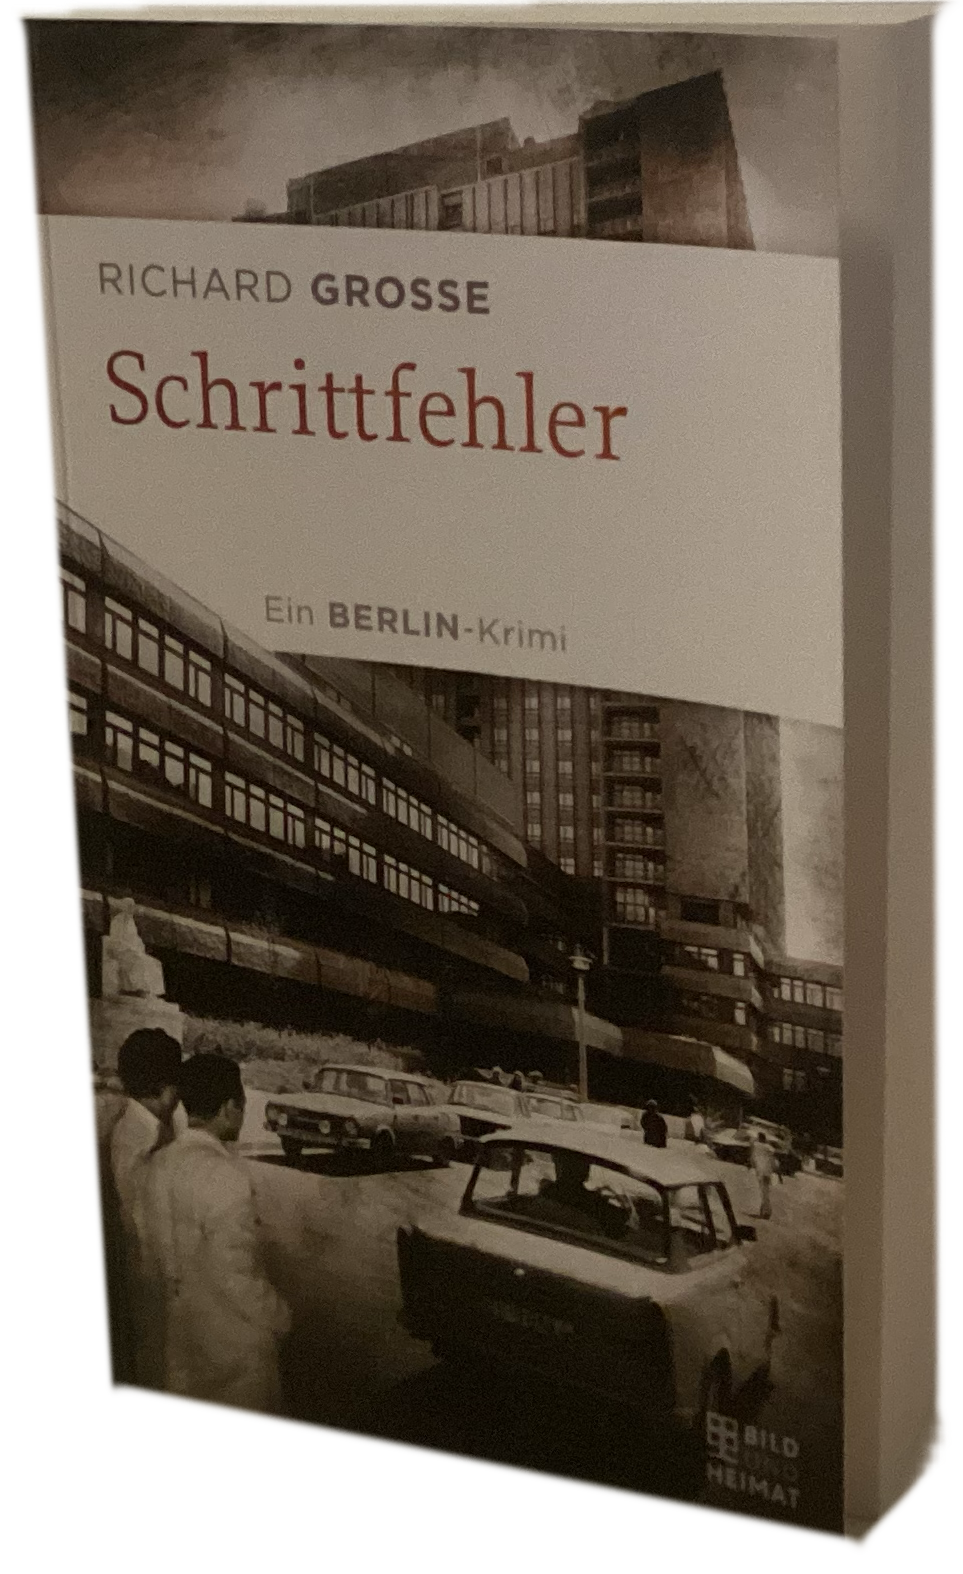 RICHARD GROSSE
Schrittfehler
Ein BERLIN-Krimi
BILD
UND
HEIMAT